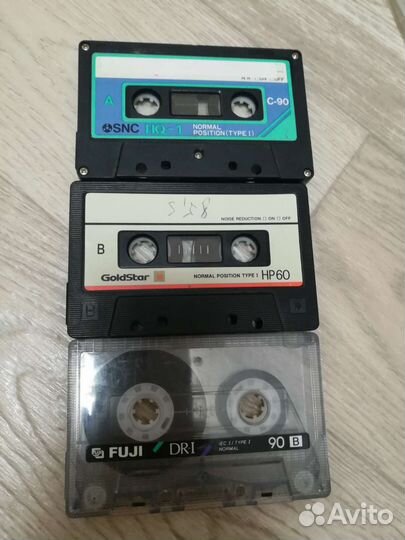 A
C-90
SNC HQ-1 NORMAL
POSITION (TYPE I)
NOISE REDUCTION □ ON □ OFF
B
GoldStar NORMAL POSITION TYPE I HP60
FUJI DR-I IEC I / TYPE I
NORMAL 90 B
Avito